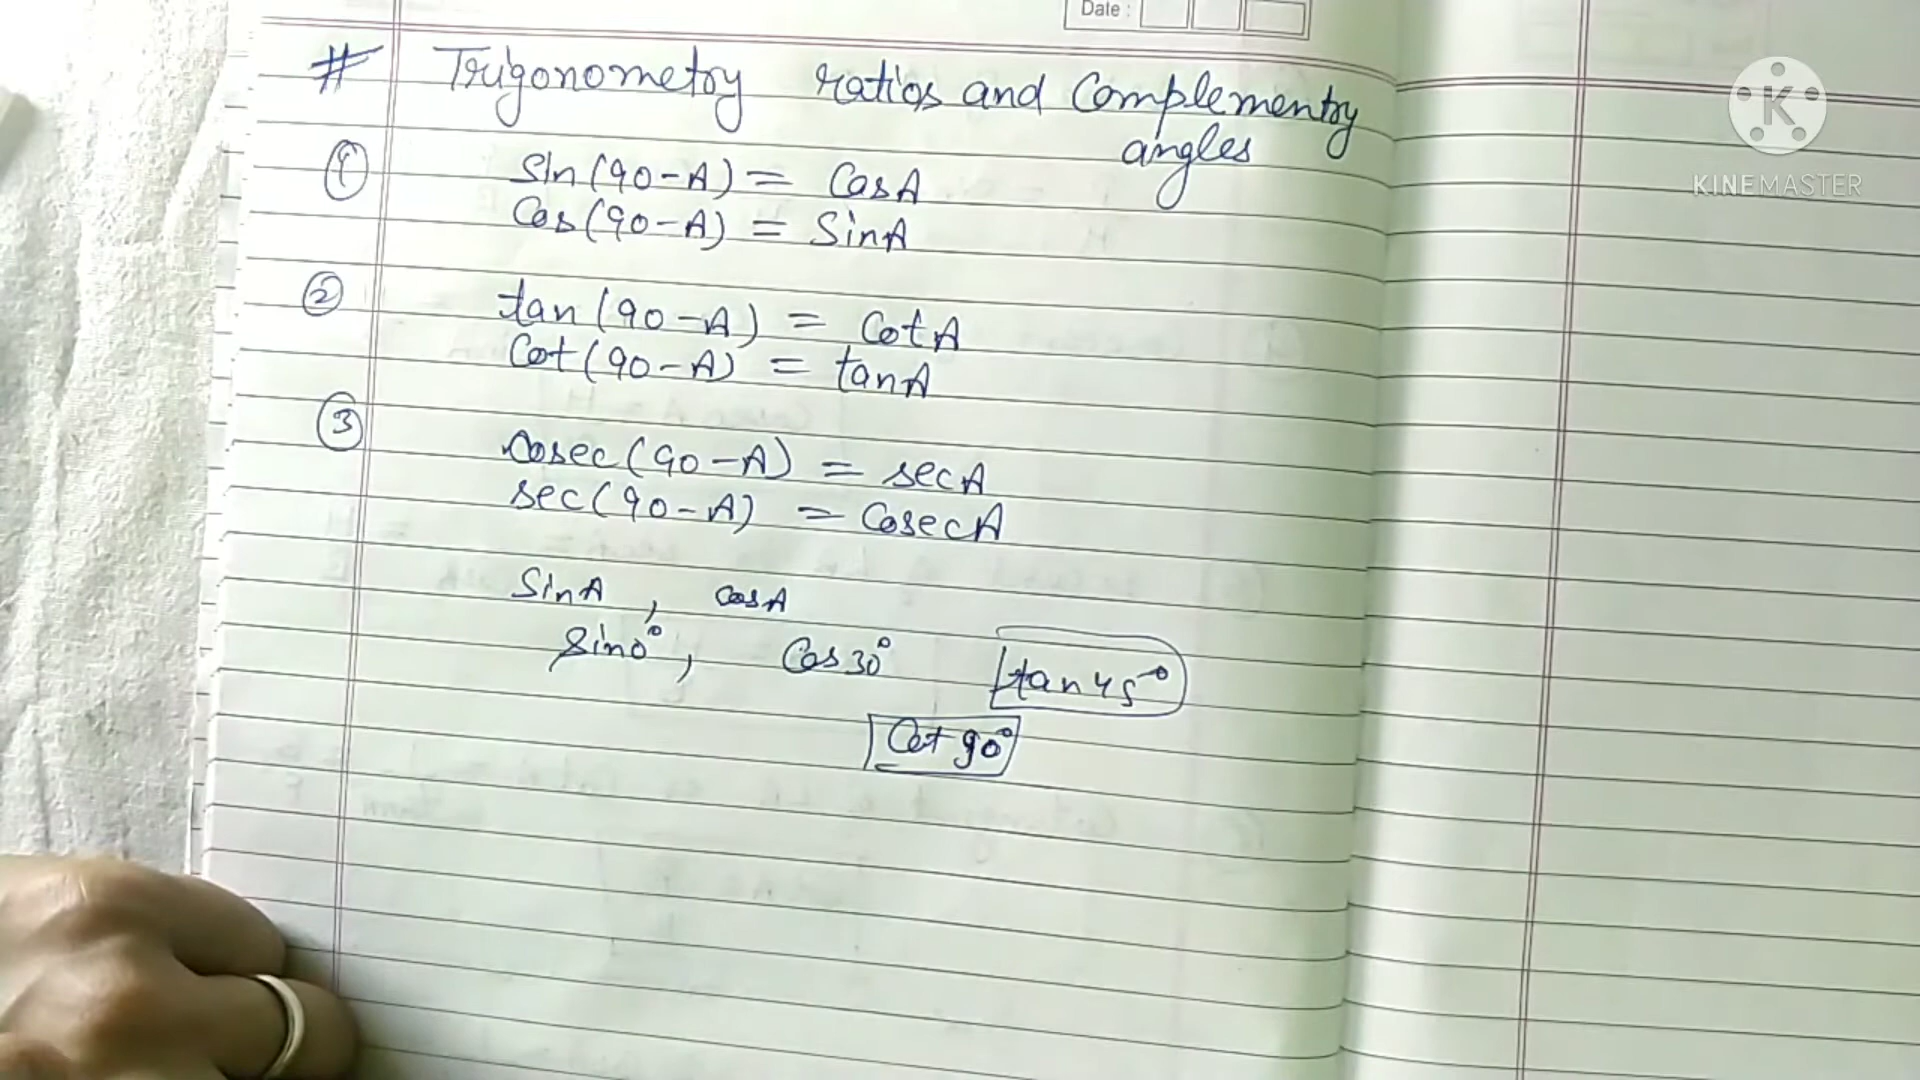 Date :
# Trigonometry ratios and Complementry
angles
① Sin(90-A) = CosA
Cos(90-A) = SinA
② tan(90-A) = CotA
Cot(90-A) = tanA
③ Cosec(90-A) = secA
sec(90-A) = CosecA
SinA , cosA
Sin0°, Cos30° tan45°
Cot90°
KINEMASTER